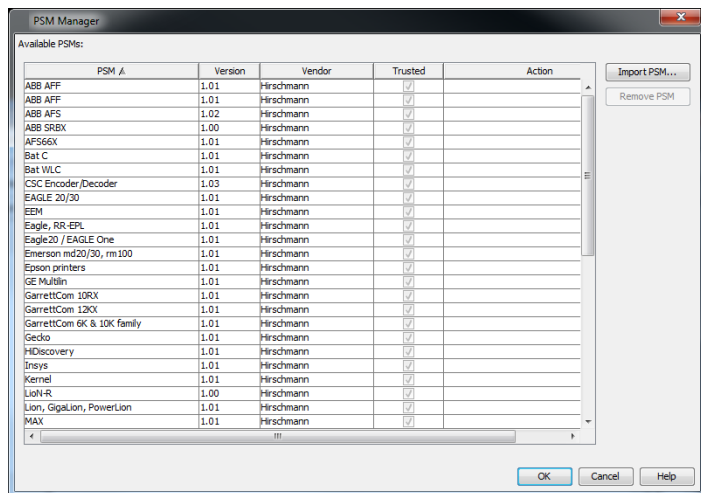 PSM Manager
Available PSMs:
PSM Version Vendor Trusted Action
ABB AFF 1.01 Hirschmann
ABB AFF 1.01 Hirschmann
ABB AFS 1.02 Hirschmann
ABB SRBX 1.00 Hirschmann
AFS66X 1.01 Hirschmann
Bat C 1.01 Hirschmann
Bat WLC 1.01 Hirschmann
CSC Encoder/Decoder 1.03 Hirschmann
EAGLE 20/30 1.01 Hirschmann
EEM 1.01 Hirschmann
Eagle, RR-EPL 1.01 Hirschmann
Eagle20 / EAGLE One 1.01 Hirschmann
Emerson md20/30, rm100 1.01 Hirschmann
Epson printers 1.01 Hirschmann
GE Multilin 1.01 Hirschmann
GarrettCom 10RX 1.01 Hirschmann
GarrettCom 12KX 1.01 Hirschmann
GarrettCom 6K & 10K family 1.01 Hirschmann
Gecko 1.01 Hirschmann
HiDiscovery 1.01 Hirschmann
Insys 1.01 Hirschmann
Kernel 1.01 Hirschmann
LioN-R 1.00 Hirschmann
Lion, GigaLion, PowerLion 1.01 Hirschmann
MAX 1.01 Hirschmann
Import PSM...
Remove PSM
OK Cancel Help